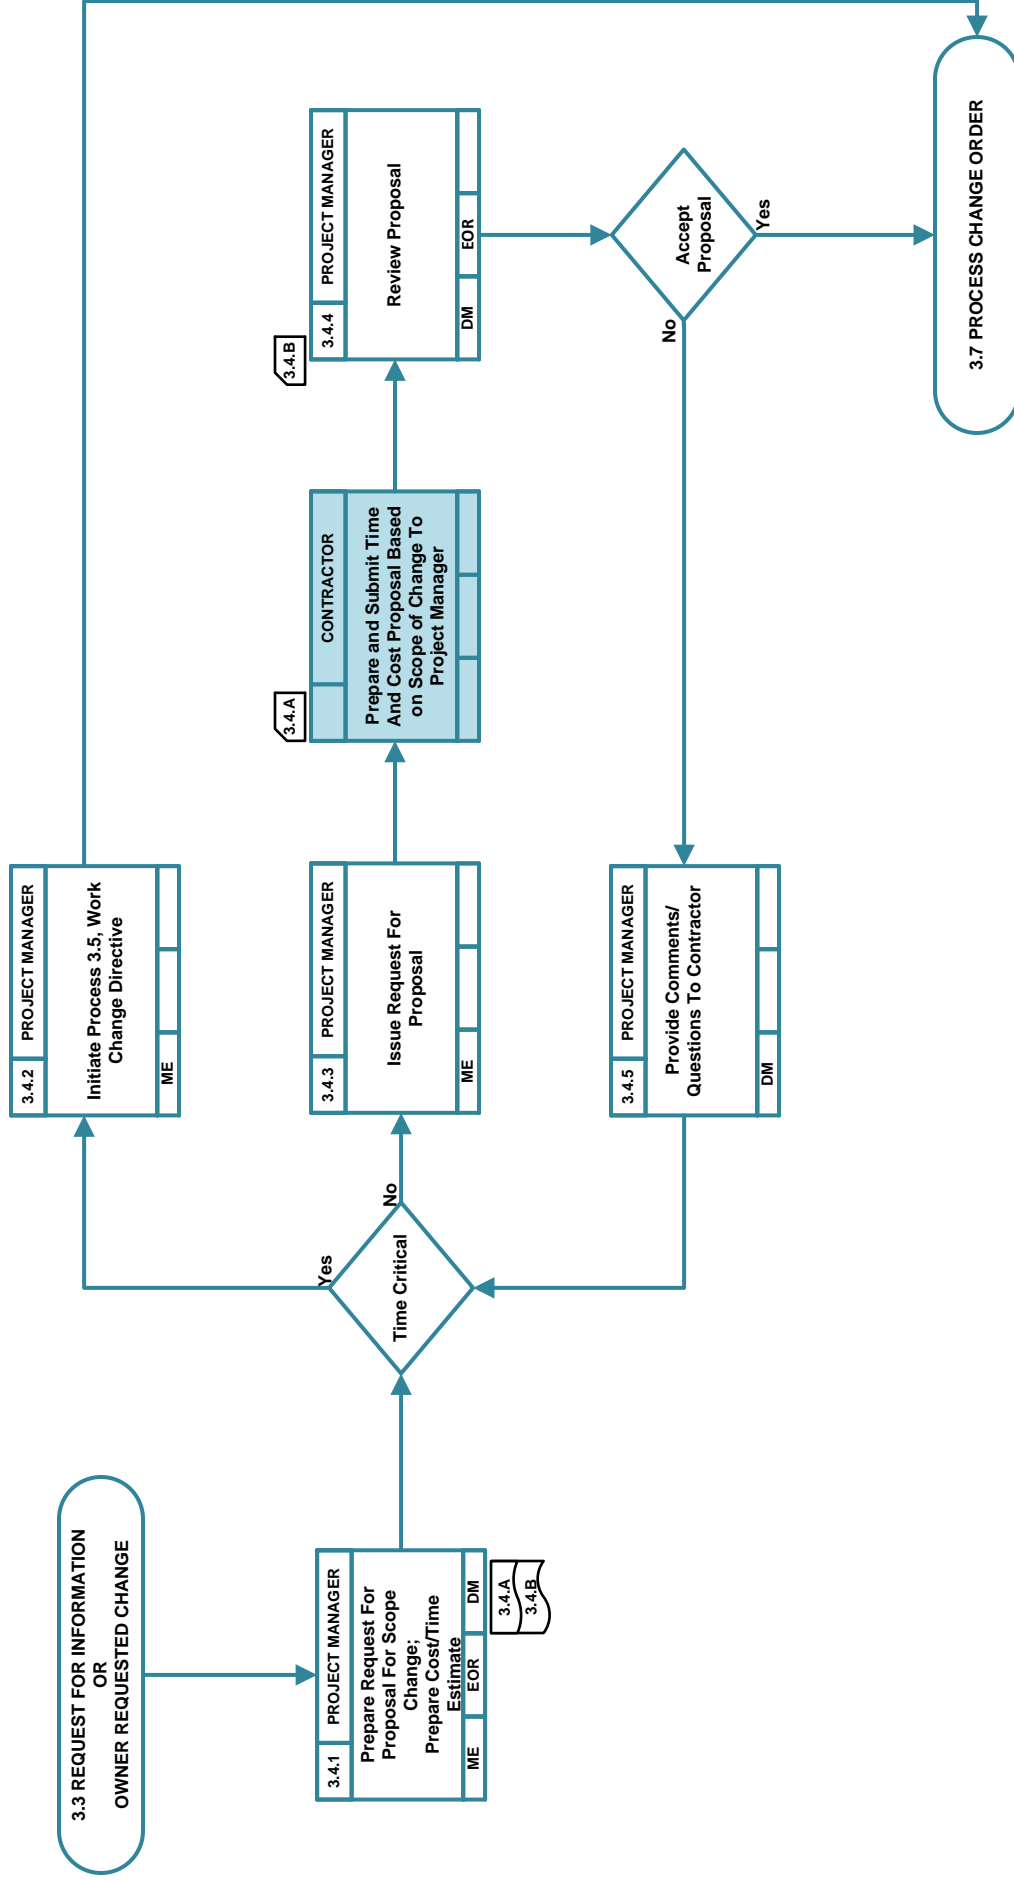 3.3 REQUEST FOR INFORMATION
OR
OWNER REQUESTED CHANGE
3.4.1
PROJECT MANAGER
Prepare Request For
Proposal For Scope
Change;
Prepare Cost/Time
Estimate
ME
EOR
DM
3.4.A
3.4.B
Time Critical
Yes
No
3.4.2
PROJECT MANAGER
Initiate Process 3.5, Work
Change Directive
ME
3.4.3
PROJECT MANAGER
Issue Request For
Proposal
ME
3.4.A
CONTRACTOR
Prepare and Submit Time
And Cost Proposal Based
on Scope of Change To
Project Manager
3.4.B
3.4.4
PROJECT MANAGER
Review Proposal
DM
EOR
Accept
Proposal
No
Yes
3.4.5
PROJECT MANAGER
Provide Comments/
Questions To Contractor
DM
3.7 PROCESS CHANGE ORDER